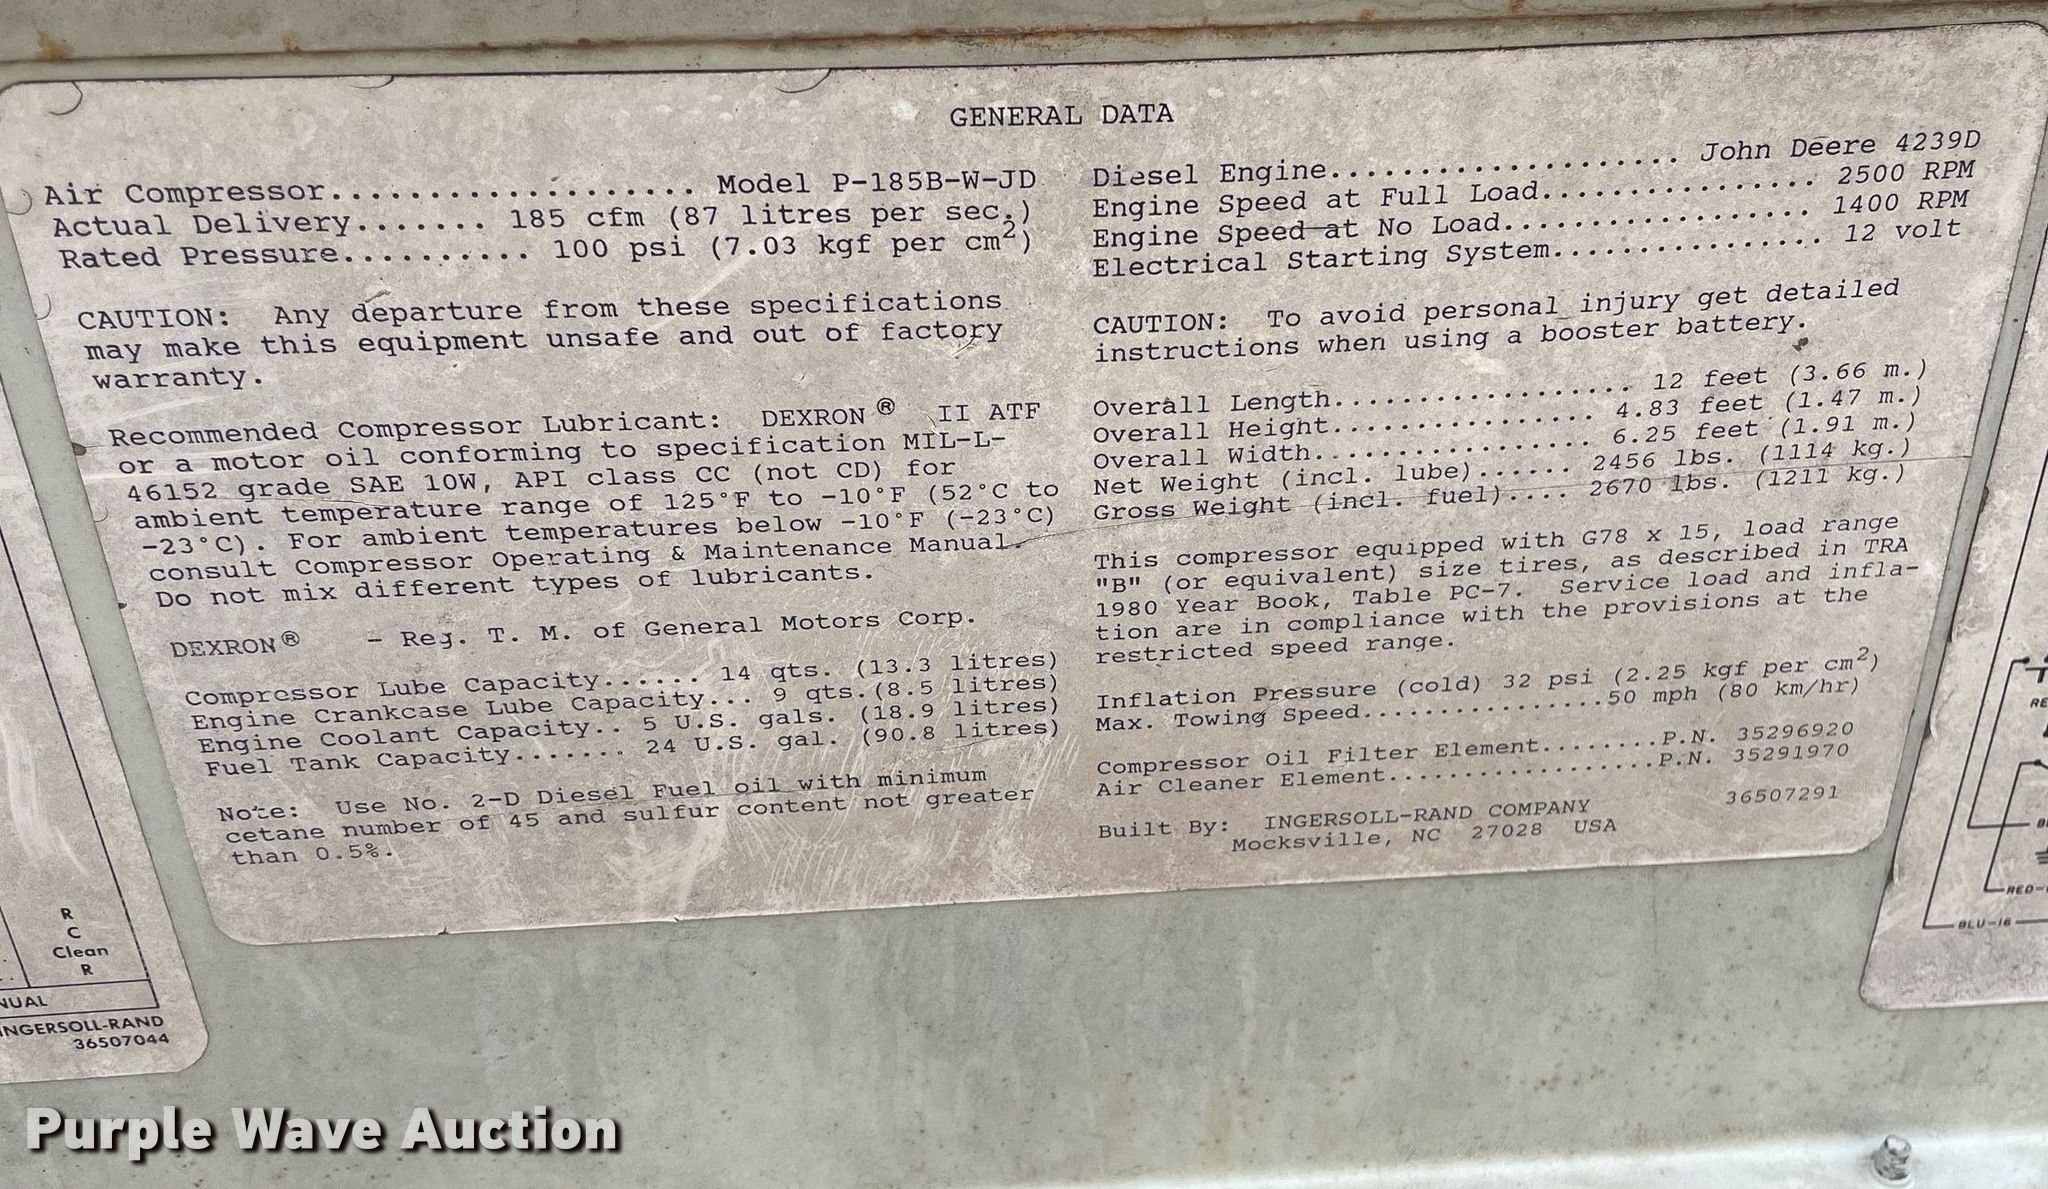 GENERAL DATA
Air Compressor................... Model P-185B-W-JD
Actual Delivery....... 185 cfm (87 litres per sec.)
Rated Pressure.......... 100 psi (7.03 kgf per cm²)
CAUTION: Any departure from these specifications
may make this equipment unsafe and out of factory
warranty.
Recommended Compressor Lubricant: DEXRON® II ATF
or a motor oil conforming to specification MIL-L-
46152 grade SAE 10W, API class CC (not CD) for
ambient temperature range of 125°F to -10°F (52°C to
-23°C). For ambient temperatures below -10°F (-23°C)
consult Compressor Operating & Maintenance Manual.
Do not mix different types of lubricants.
DEXRON® - Reg. T. M. of General Motors Corp.
Compressor Lube Capacity...... 14 qts. (13.3 litres)
Engine Crankcase Lube Capacity... 9 qts.(8.5 litres)
Engine Coolant Capacity.. 5 U.S. gals. (18.9 litres)
Fuel Tank Capacity....... 24 U.S. gal. (90.8 litres)
Note: Use No. 2-D Diesel Fuel oil with minimum
cetane number of 45 and sulfur content not greater
than 0.5%.
Diesel Engine.................... John Deere 4239D
Engine Speed at Full Load............... 2500 RPM
Engine Speed at No Load................. 1400 RPM
Electrical Starting System............... 12 volt
CAUTION: To avoid personal injury get detailed
instructions when using a booster battery.
Overall Length.................. 12 feet (3.66 m.)
Overall Height................ 4.83 feet (1.47 m.)
Overall Width................. 6.25 feet (1.91 m.)
Net Weight (incl. lube)...... 2456 lbs. (1114 kg.)
Gross Weight (incl. fuel).... 2670 lbs. (1211 kg.)
This compressor equipped with G78 x 15, load range
"B" (or equivalent) size tires, as described in TRA
1980 Year Book, Table PC-7. Service load and infla-
tion are in compliance with the provisions at the
restricted speed range.
Inflation Pressure (cold) 32 psi (2.25 kgf per cm²)
Max. Towing Speed................50 mph (80 km/hr)
Compressor Oil Filter Element........P.N. 35296920
Air Cleaner Element..................P.N. 35291970
36507291
Built By: INGERSOLL-RAND COMPANY
Mocksville, NC 27028 USA
R
C
Clean
R
NUAL
INGERSOLL-RAND
36507044
BLU-16
Purple Wave Auction